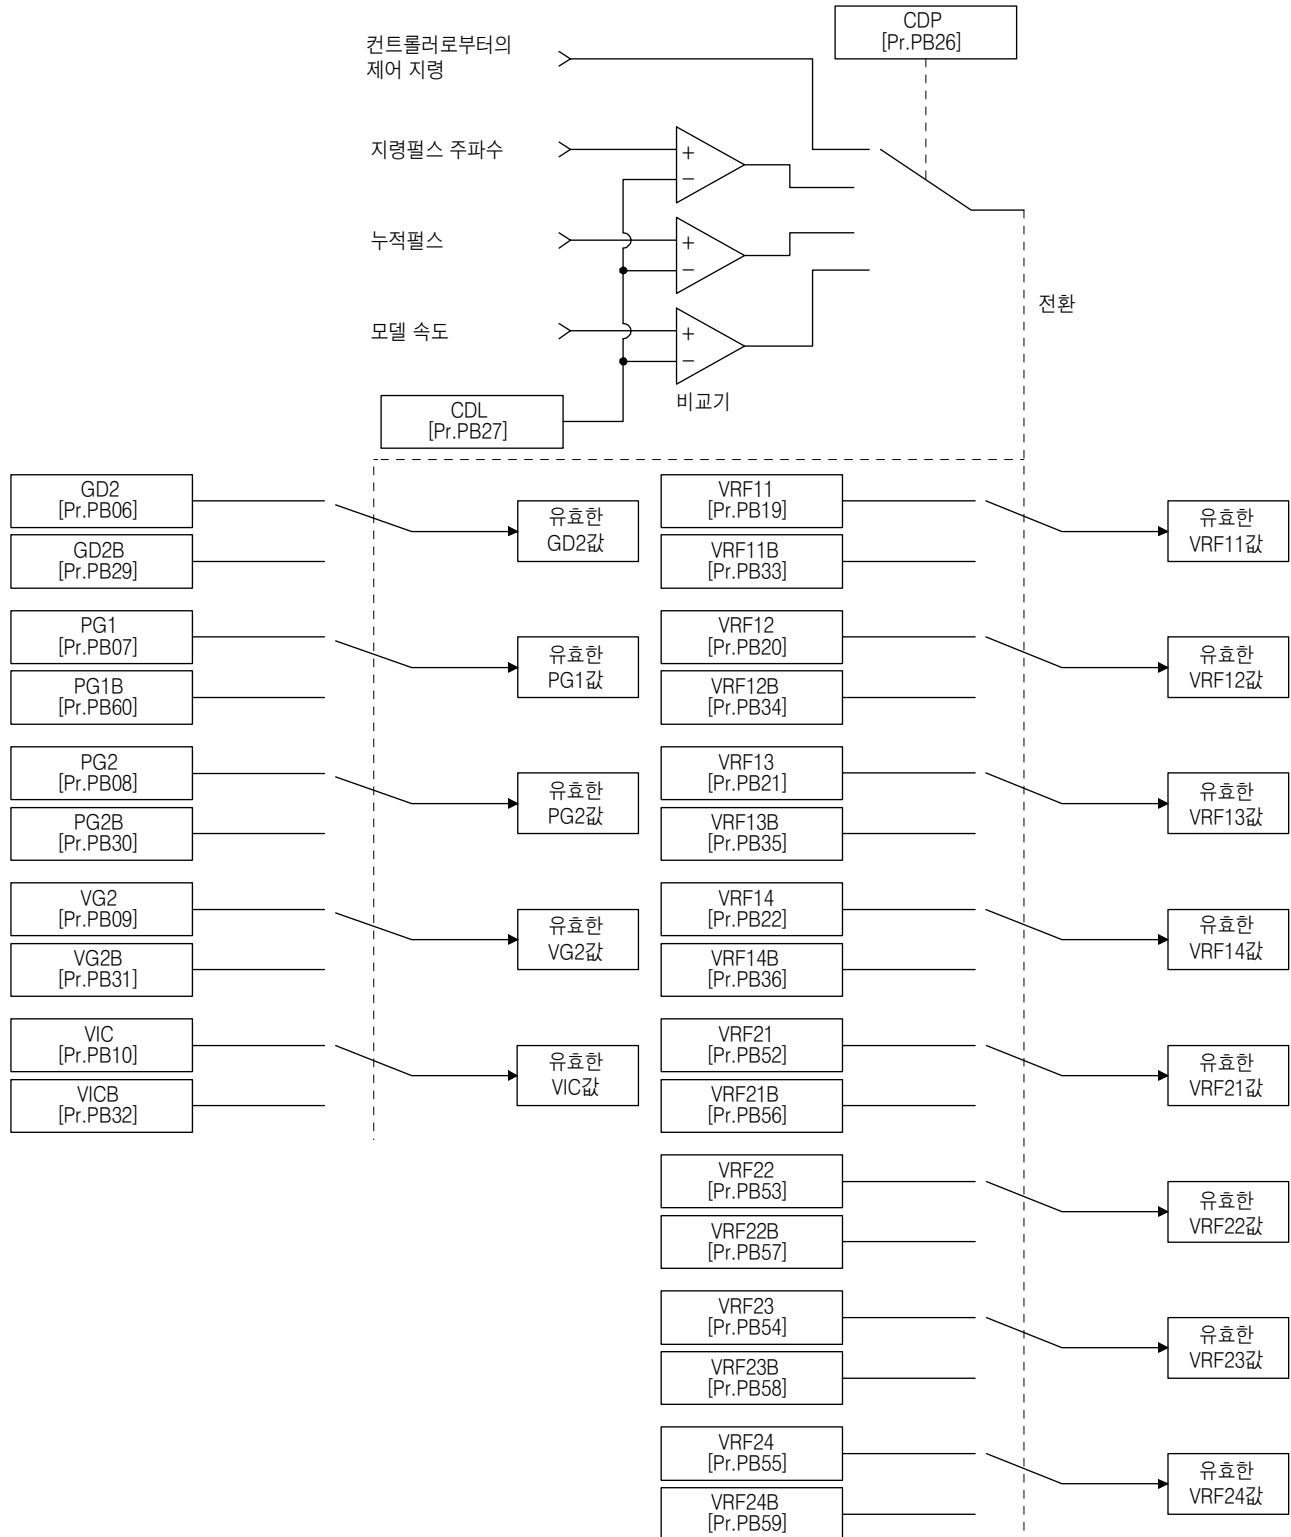 CDP
[Pr.PB26]
컨트롤러로부터의
제어 지령
지령펄스 주파수
+
−
누적펄스
+
−
전환
모델 속도
+
−
비교기
CDL
[Pr.PB27]
GD2
[Pr.PB06]
GD2B
[Pr.PB29]
유효한
GD2값
VRF11
[Pr.PB19]
VRF11B
[Pr.PB33]
유효한
VRF11값
PG1
[Pr.PB07]
PG1B
[Pr.PB60]
유효한
PG1값
VRF12
[Pr.PB20]
VRF12B
[Pr.PB34]
유효한
VRF12값
PG2
[Pr.PB08]
PG2B
[Pr.PB30]
유효한
PG2값
VRF13
[Pr.PB21]
VRF13B
[Pr.PB35]
유효한
VRF13값
VG2
[Pr.PB09]
VG2B
[Pr.PB31]
유효한
VG2값
VRF14
[Pr.PB22]
VRF14B
[Pr.PB36]
유효한
VRF14값
VIC
[Pr.PB10]
VICB
[Pr.PB32]
유효한
VIC값
VRF21
[Pr.PB52]
VRF21B
[Pr.PB56]
유효한
VRF21값
VRF22
[Pr.PB53]
VRF22B
[Pr.PB57]
유효한
VRF22값
VRF23
[Pr.PB54]
VRF23B
[Pr.PB58]
유효한
VRF23값
VRF24
[Pr.PB55]
VRF24B
[Pr.PB59]
유효한
VRF24값